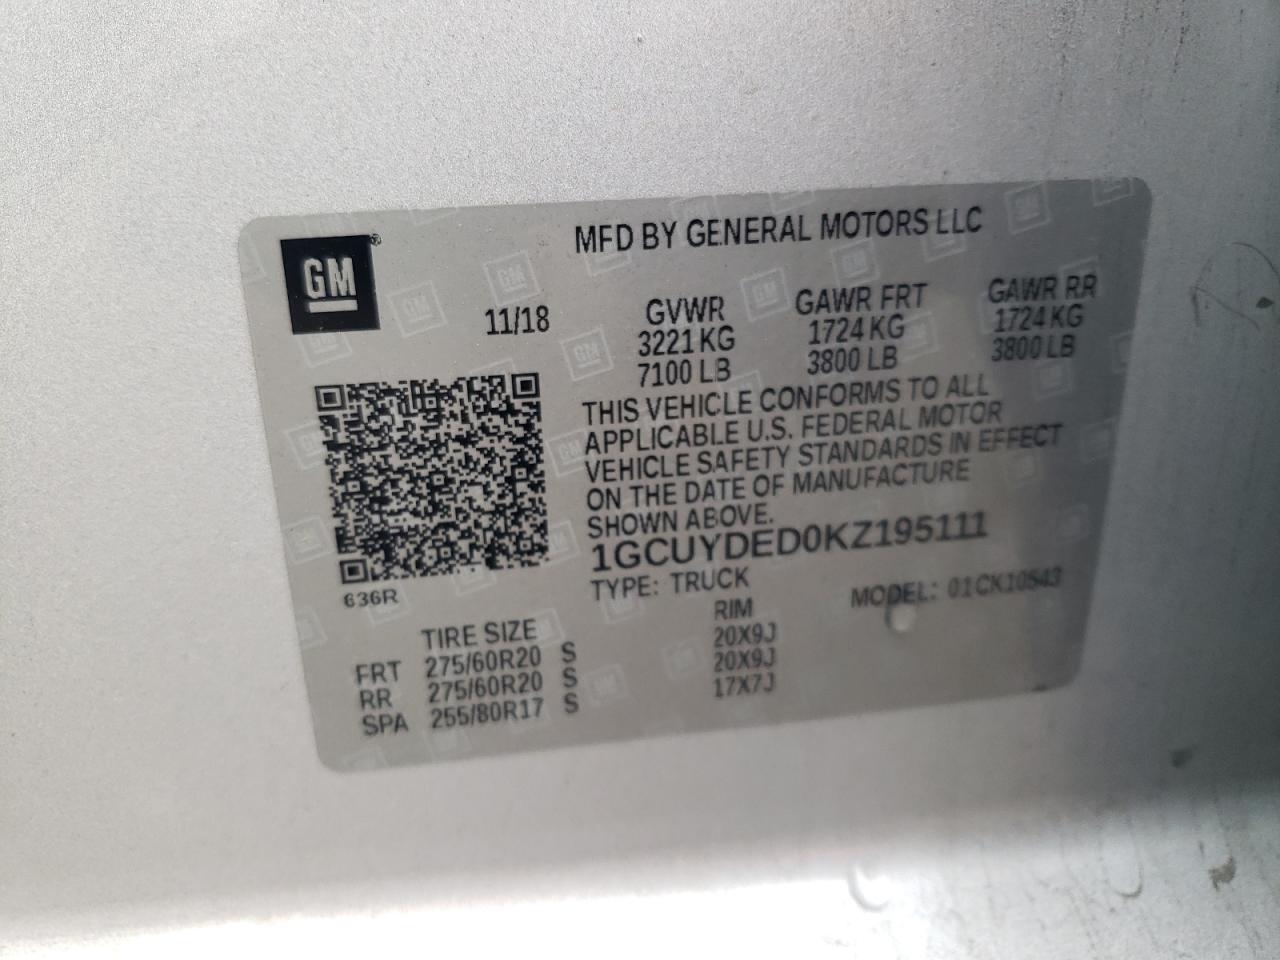 GM ®
MFD BY GENERAL MOTORS LLC
11/18
GVWR GAWR FRT GAWR RR
3221 KG 1724 KG 1724 KG
7100 LB 3800 LB 3800 LB
THIS VEHICLE CONFORMS TO ALL
APPLICABLE U.S. FEDERAL MOTOR
VEHICLE SAFETY STANDARDS IN EFFECT
ON THE DATE OF MANUFACTURE
SHOWN ABOVE.
1GCUYDED0KZ195111
TYPE: TRUCK MODEL: 01CK10543
636R
TIRE SIZE RIM
FRT 275/60R20 S 20X9J
RR 275/60R20 S 20X9J
SPA 255/80R17 S 17X7J